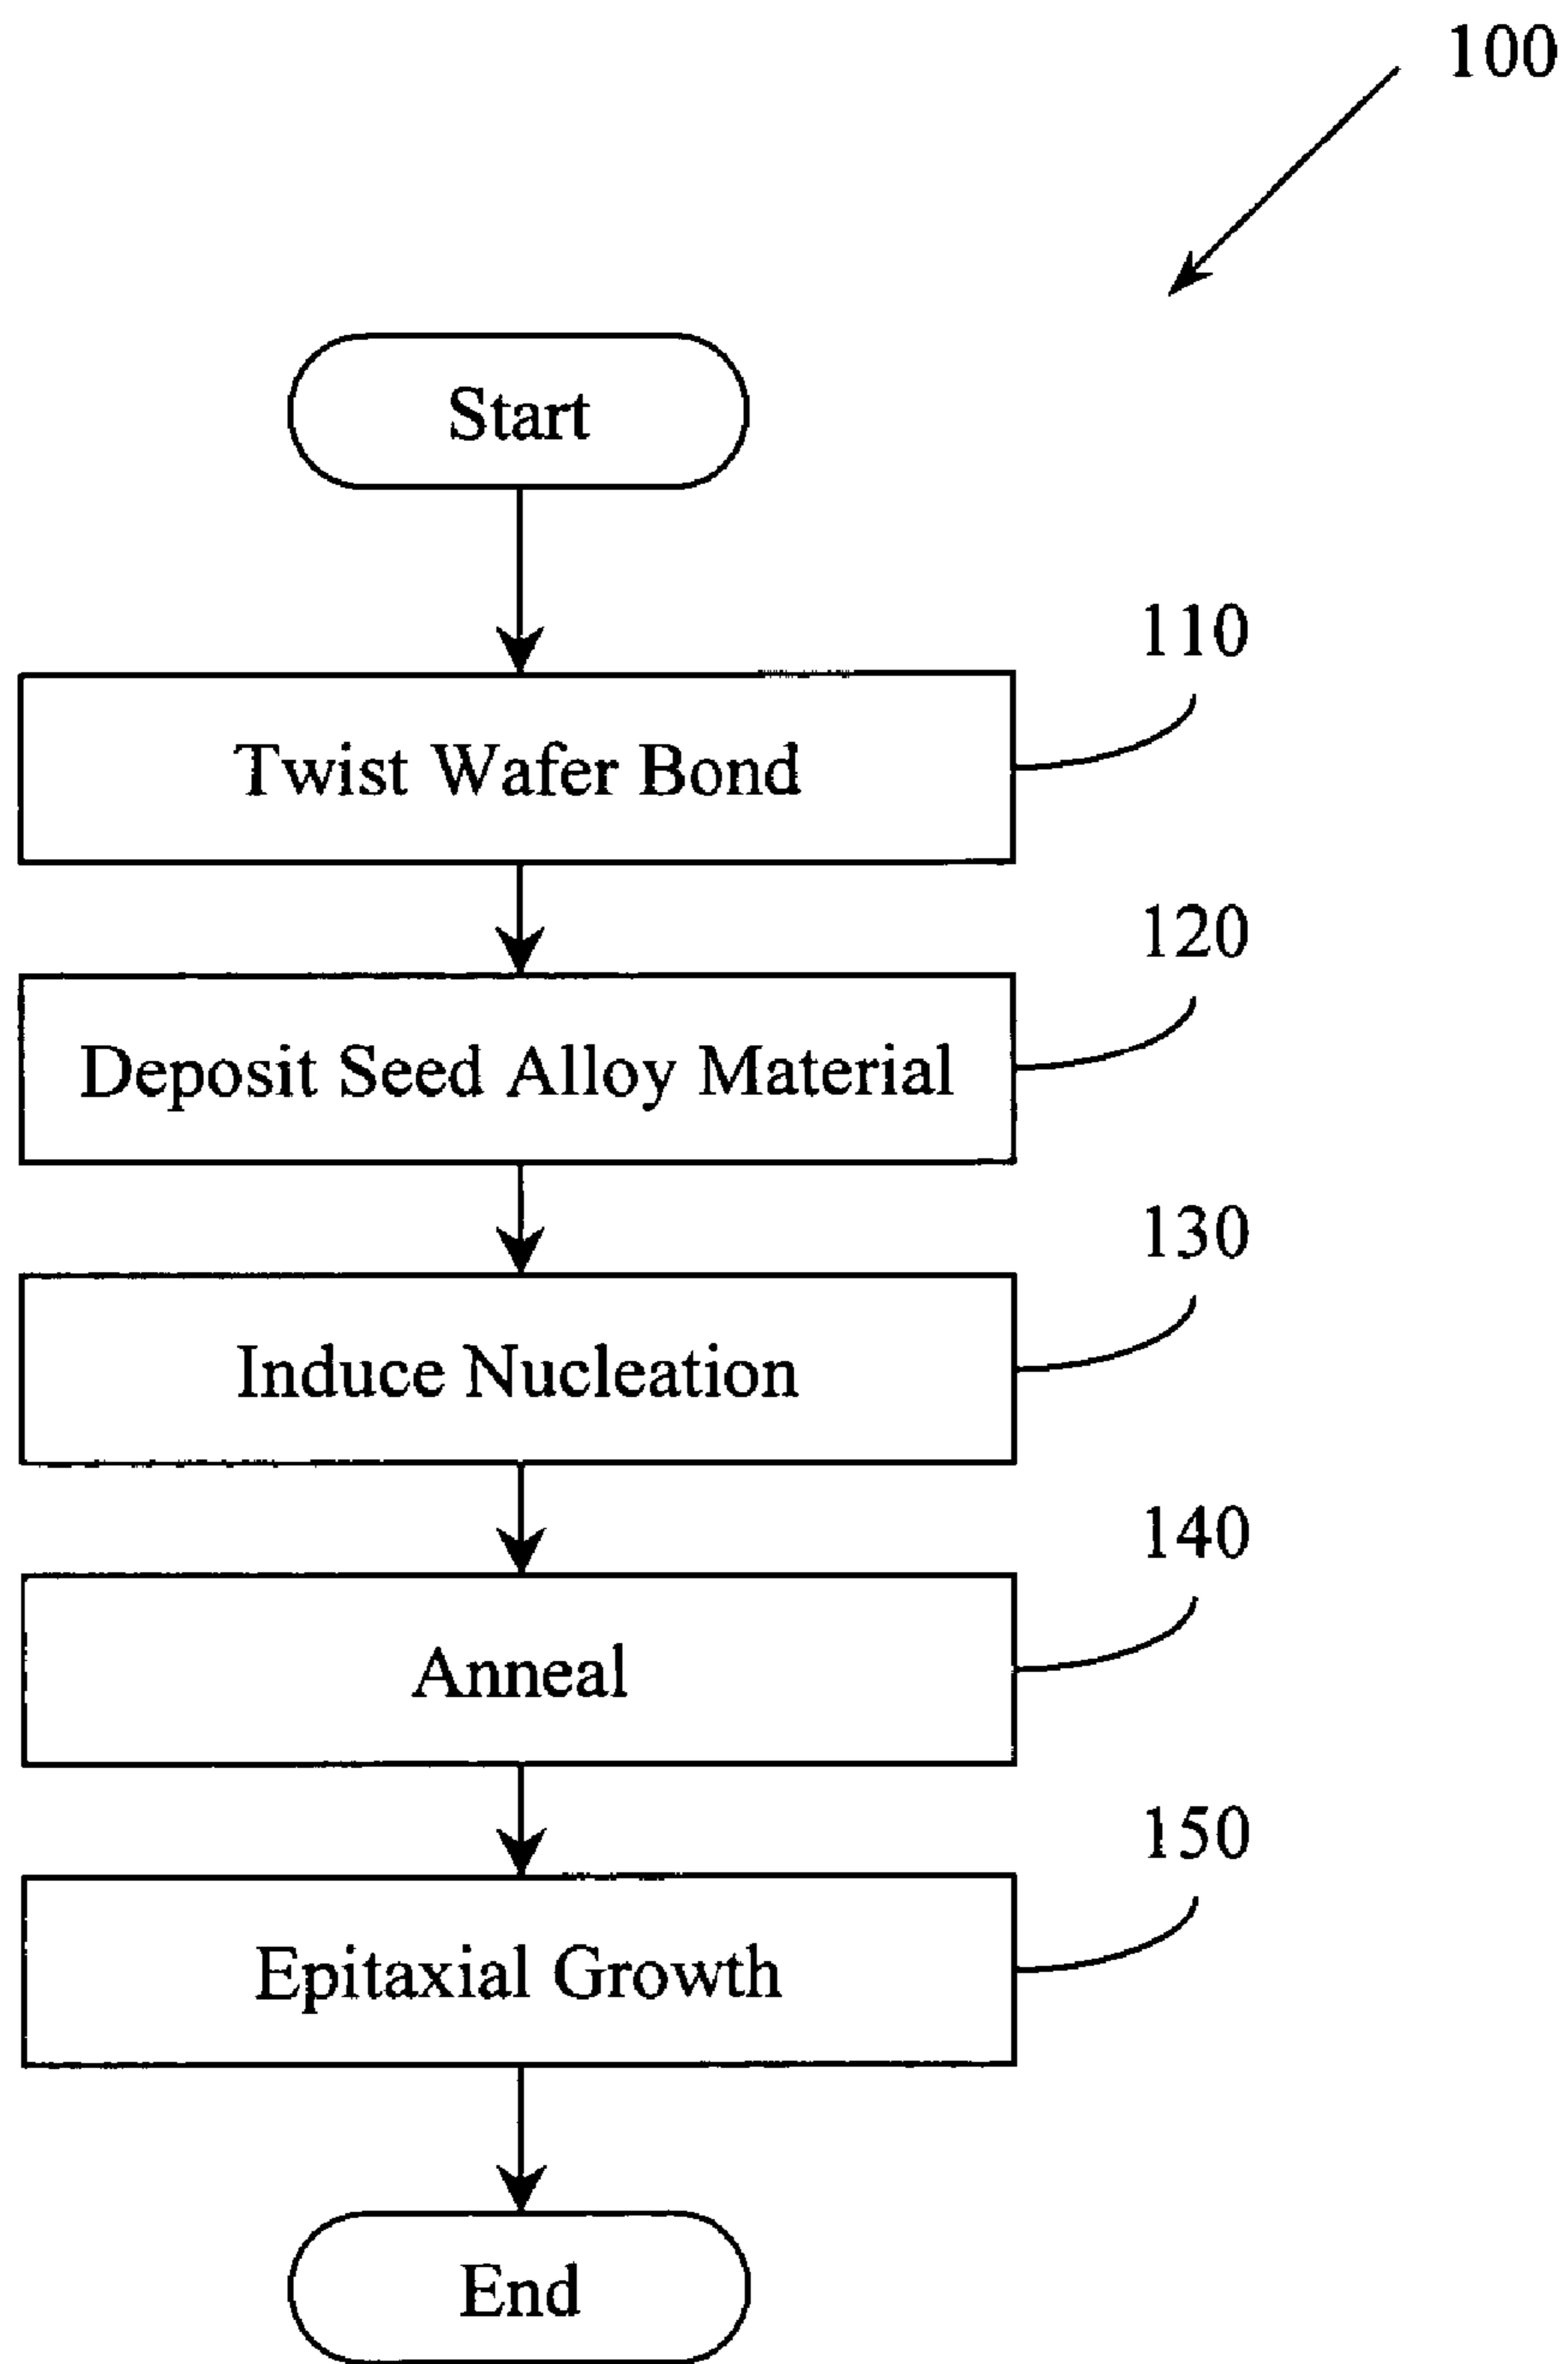 100
Start
110
Twist Wafer Bond
120
Deposit Seed Alloy Material
130
Induce Nucleation
140
Anneal
150
Epitaxial Growth
End